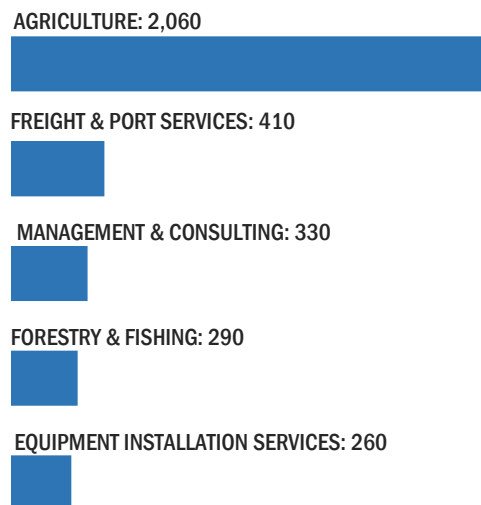 AGRICULTURE: 2,060
FREIGHT & PORT SERVICES: 410
MANAGEMENT & CONSULTING: 330
FORESTRY & FISHING: 290
EQUIPMENT INSTALLATION SERVICES: 260